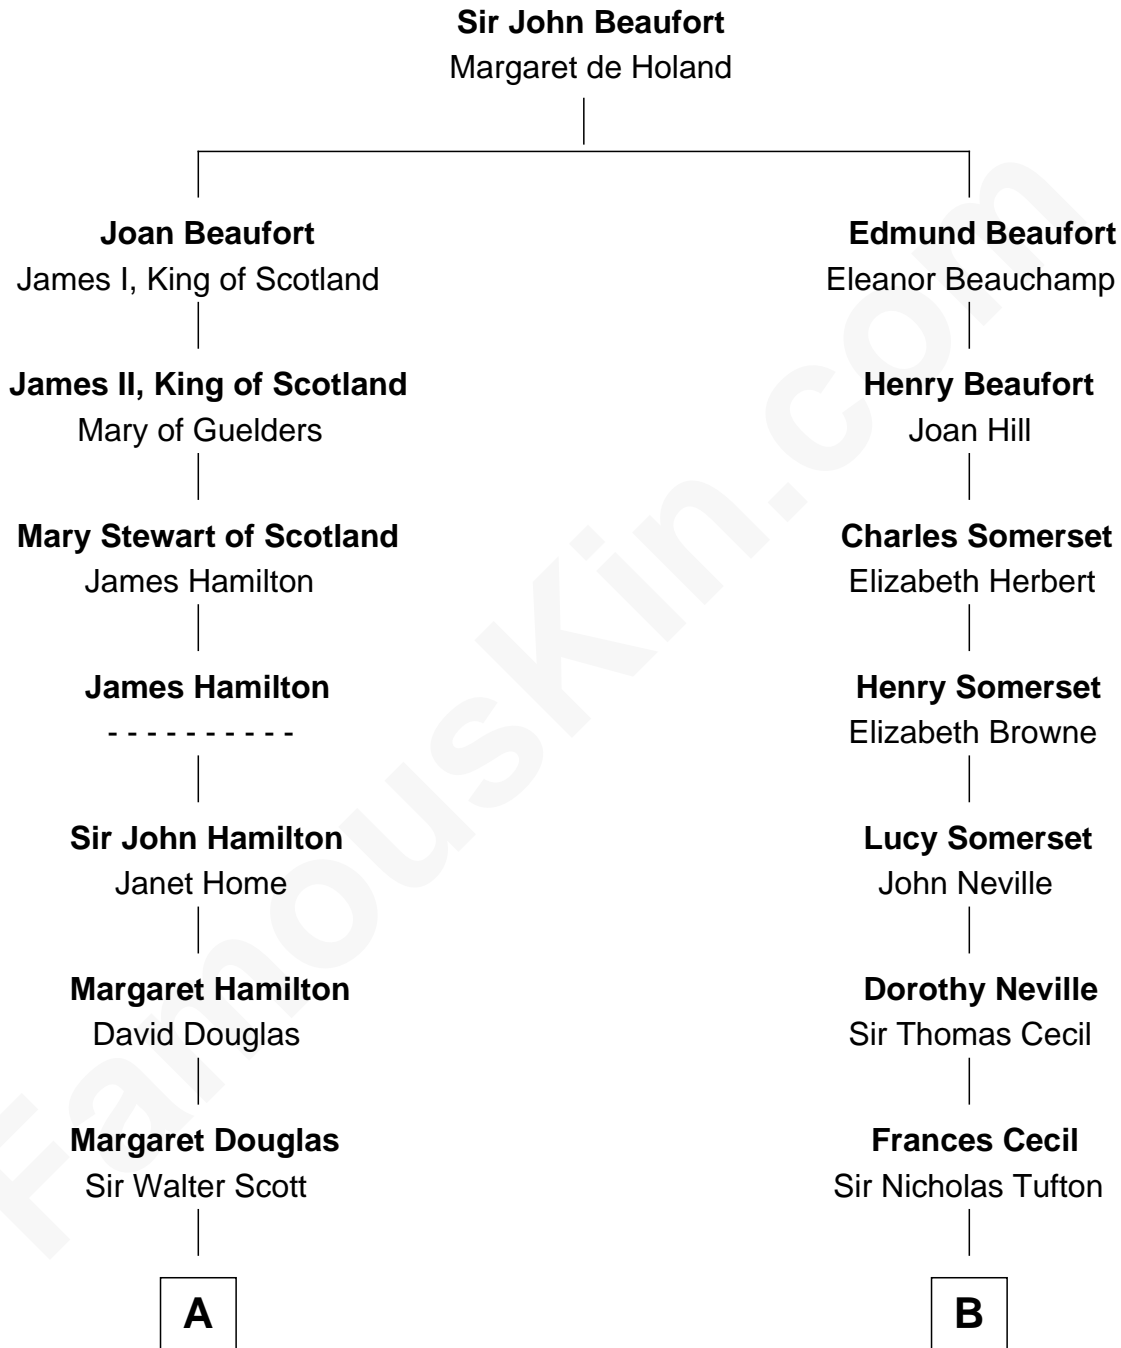 Sir John Beaufort
Margaret de Holand
Joan Beaufort
James I, King of Scotland
Edmund Beaufort
Eleanor Beauchamp
James II, King of Scotland
Mary of Guelders
Henry Beaufort
Joan Hill
Mary Stewart of Scotland
James Hamilton
Charles Somerset
Elizabeth Herbert
James Hamilton
- - - - - - - - - -
Henry Somerset
Elizabeth Browne
Sir John Hamilton
Janet Home
Lucy Somerset
John Neville
Margaret Hamilton
David Douglas
Dorothy Neville
Sir Thomas Cecil
Margaret Douglas
Sir Walter Scott
Frances Cecil
Sir Nicholas Tufton
A
B
FamousKin.com